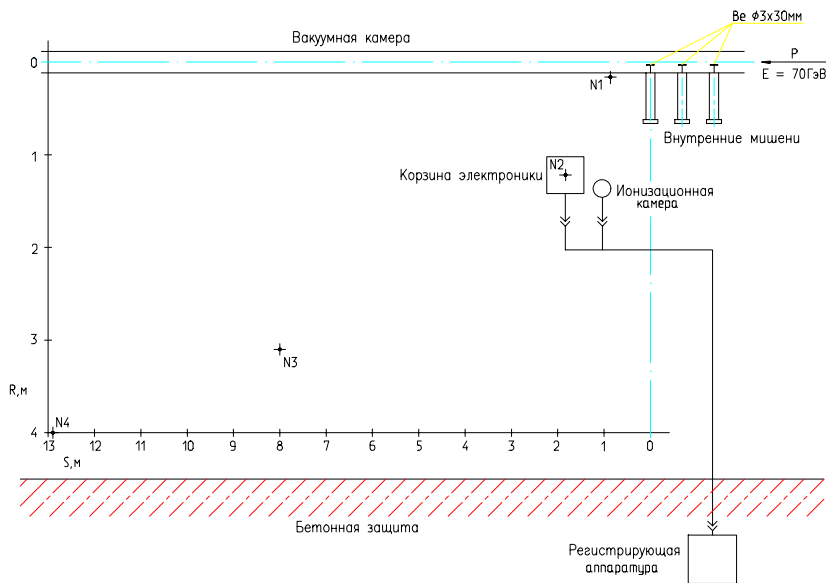 Be ϕ3х30мм
Вакуумная камера
P
E = 70ГэВ
0
N1
Внутренние мишени
1
Корзина электроники
N2
Ионизационная
камера
2
3
N3
R,м
N4
4
13 12 11 10 9 8 7 6 5 4 3 2 1 0
S,м
Бетонная защита
Регистрирующая
аппаратура